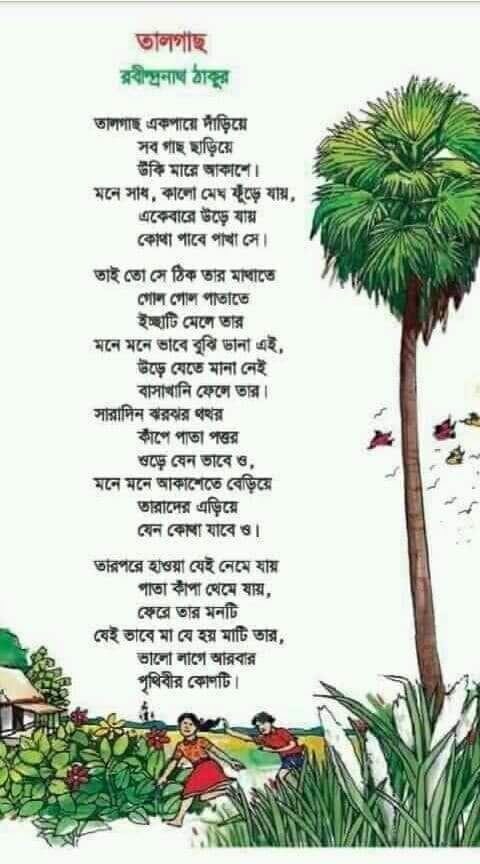 তালগাছ
রবীন্দ্রনাথ ঠাকুর
তালগাছ একপায়ে দাঁড়িয়ে
সব গাছ ছাড়িয়ে
উঁকি মারে আকাশে।
মনে সাধ, কালো মেঘ ফুঁড়ে যায়,
একেবারে উড়ে যায়
কোথা পাবে পাখা সে।
তাই তো সে ঠিক তার মাথাতে
গোল গোল পাতাতে
ইচ্ছাটি মেলে তার
মনে মনে ভাবে বুঝি ডানা এই,
উড়ে যেতে মানা নেই
বাসাখানি ফেলে তার।
সারাদিন ঝরঝর থথর
কাঁপে পাতা পত্তর
ওড়ে যেন ভাবে ও,
মনে মনে আকাশেতে বেড়িয়ে
তারাদের এড়িয়ে
যেন কোথা যাবে ও।
তারপরে হাওয়া যেই নেমে যায়
পাতা কাঁপা থেমে যায়,
ফেরে তার মনটি
যেই ভাবে মা যে হয় মাটি তার,
ভালো লাগে আরবার
পৃথিবীর কোণটি।